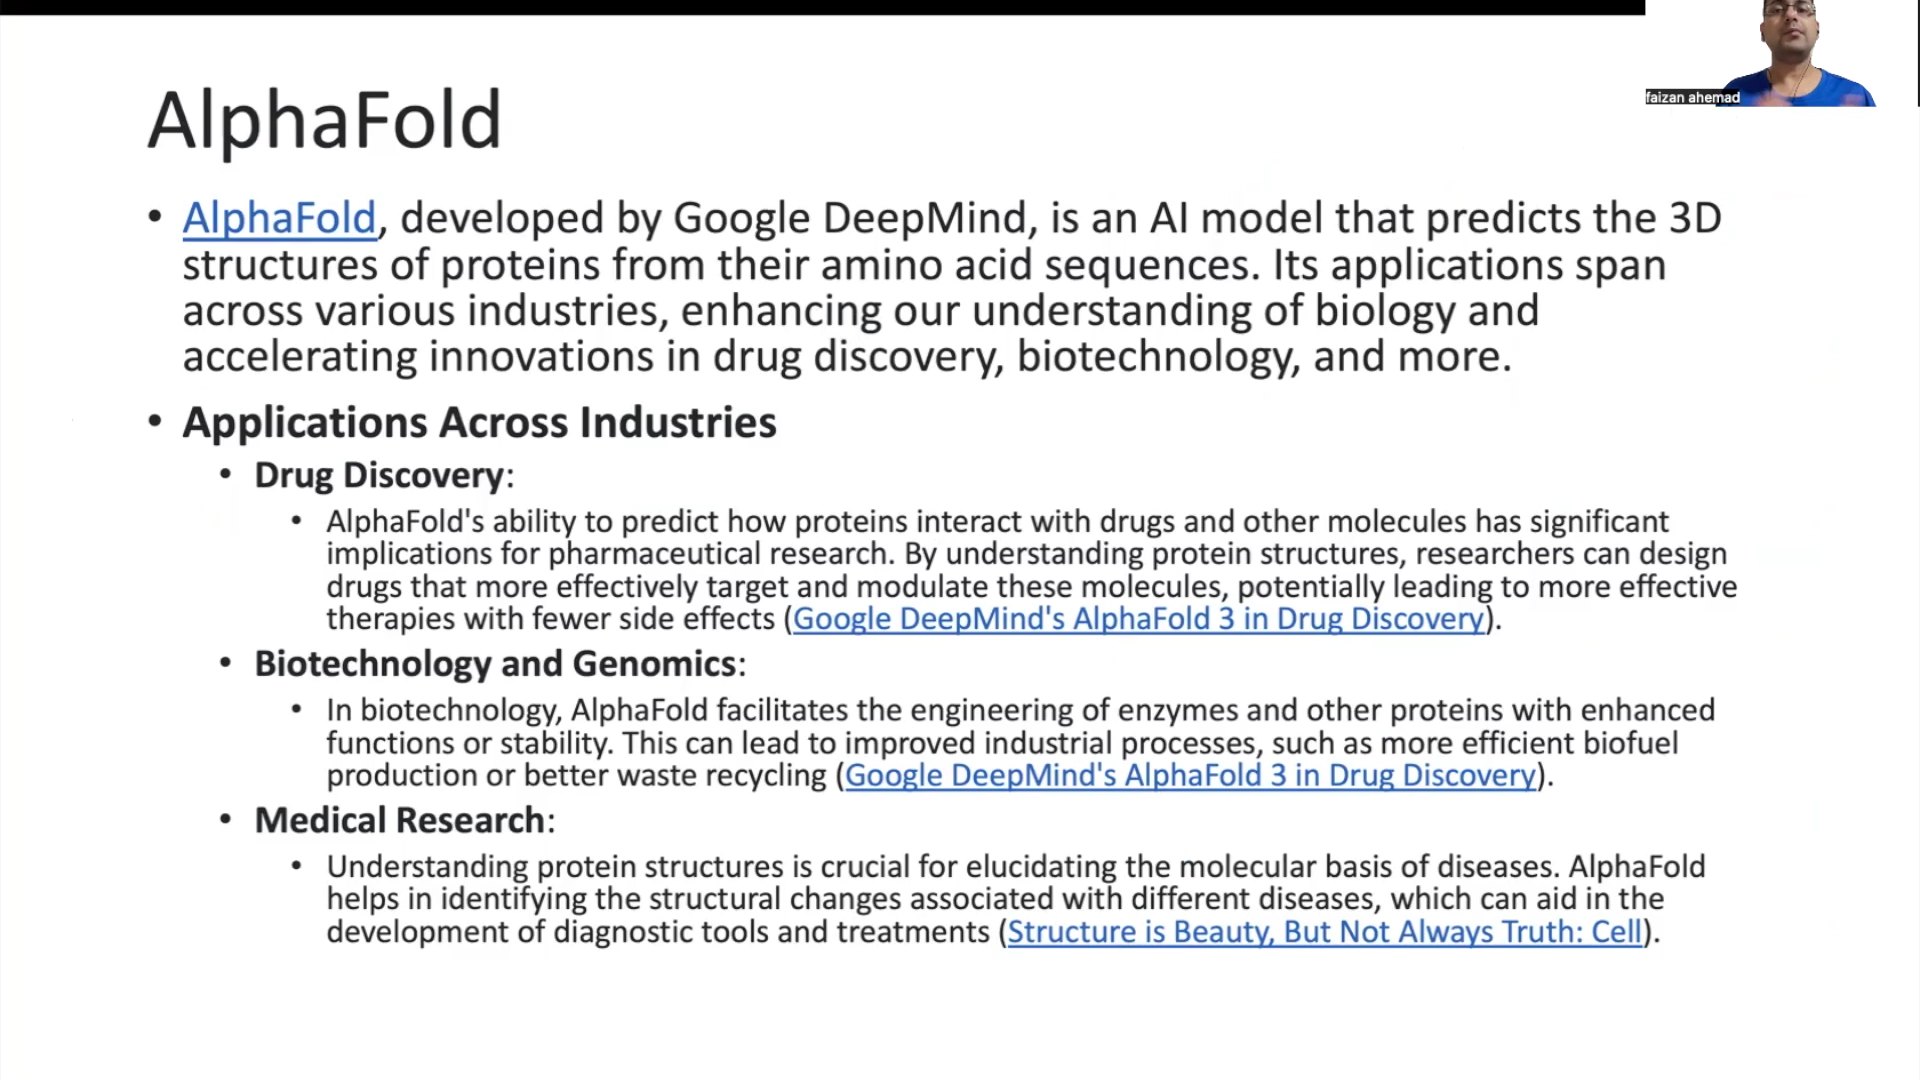 faizan ahemad
AlphaFold
• AlphaFold, developed by Google DeepMind, is an AI model that predicts the 3D
structures of proteins from their amino acid sequences. Its applications span
across various industries, enhancing our understanding of biology and
accelerating innovations in drug discovery, biotechnology, and more.
• Applications Across Industries
• Drug Discovery:
• AlphaFold's ability to predict how proteins interact with drugs and other molecules has significant
implications for pharmaceutical research. By understanding protein structures, researchers can design
drugs that more effectively target and modulate these molecules, potentially leading to more effective
therapies with fewer side effects (Google DeepMind's AlphaFold 3 in Drug Discovery).
• Biotechnology and Genomics:
• In biotechnology, AlphaFold facilitates the engineering of enzymes and other proteins with enhanced
functions or stability. This can lead to improved industrial processes, such as more efficient biofuel
production or better waste recycling (Google DeepMind's AlphaFold 3 in Drug Discovery).
• Medical Research:
• Understanding protein structures is crucial for elucidating the molecular basis of diseases. AlphaFold
helps in identifying the structural changes associated with different diseases, which can aid in the
development of diagnostic tools and treatments (Structure is Beauty, But Not Always Truth: Cell).